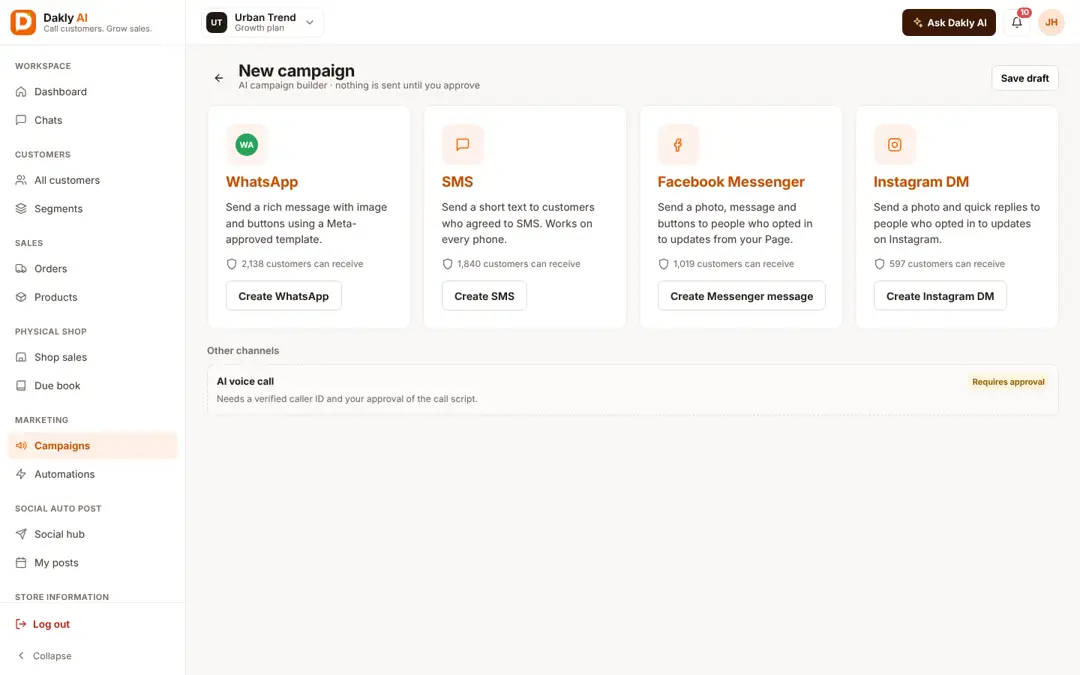 Dakly AI
Call customers. Grow sales.
WORKSPACE
Dashboard
Chats
CUSTOMERS
All customers
Segments
SALES
Orders
Products
PHYSICAL SHOP
Shop sales
Due book
MARKETING
Campaigns
Automations
SOCIAL AUTO POST
Social hub
My posts
STORE INFORMATION
Log out
Collapse
UT
Urban Trend
Growth plan
Ask Dakly AI
10
JH
New campaign
AI campaign builder · nothing is sent until you approve
Save draft
WA
WhatsApp
Send a rich message with image
and buttons using a Meta-
approved template.
2,138 customers can receive
Create WhatsApp
SMS
Send a short text to customers
who agreed to SMS. Works on
every phone.
1,840 customers can receive
Create SMS
Facebook Messenger
Send a photo, message and
buttons to people who opted in
to updates from your Page.
1,019 customers can receive
Create Messenger message
Instagram DM
Send a photo and quick replies to
people who opted in to updates
on Instagram.
597 customers can receive
Create Instagram DM
Other channels
AI voice call
Requires approval
Needs a verified caller ID and your approval of the call script.